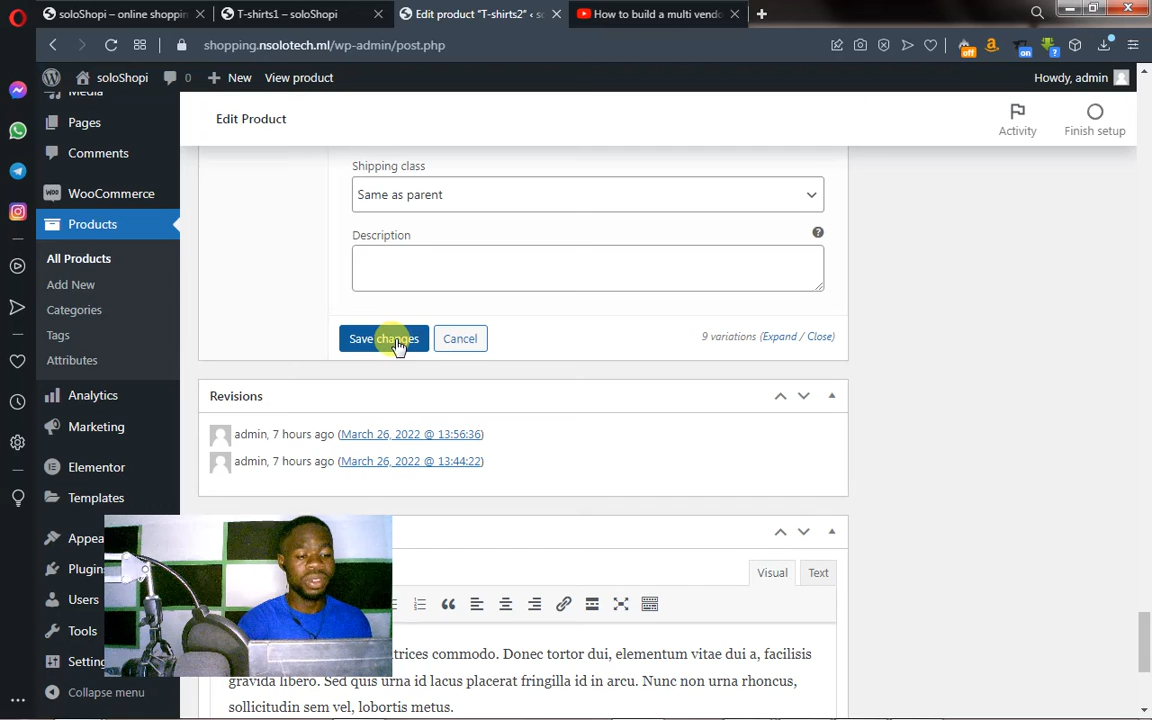 soloShopi – online shoppin
T-shirts1 – soloShopi
Edit product "T-shirts2" ‹ so
How to build a multi vendo
shopping.nsolotech.ml/wp-admin/post.php
off
on
?
soloShopi
0
New
View product
Howdy, admin
Media
Pages
Comments
WooCommerce
Products
All Products
Add New
Categories
Tags
Attributes
Analytics
Marketing
Elementor
Templates
Appea
Plugin
Users
Tools
Setting
Collapse menu
Edit Product
Activity
Finish setup
Shipping class
Same as parent
Description
Save changes
Cancel
9 variations (Expand / Close)
Revisions
admin, 7 hours ago (March 26, 2022 @ 13:56:36)
admin, 7 hours ago (March 26, 2022 @ 13:44:22)
Visual
Text
trices commodo. Donec tortor dui, elementum vitae dui a, facilisis
gravida libero. Sed quis urna id lacus placerat fringilla id in arcu. Nunc non urna rhoncus,
sollicitudin sem vel, lobortis metus.